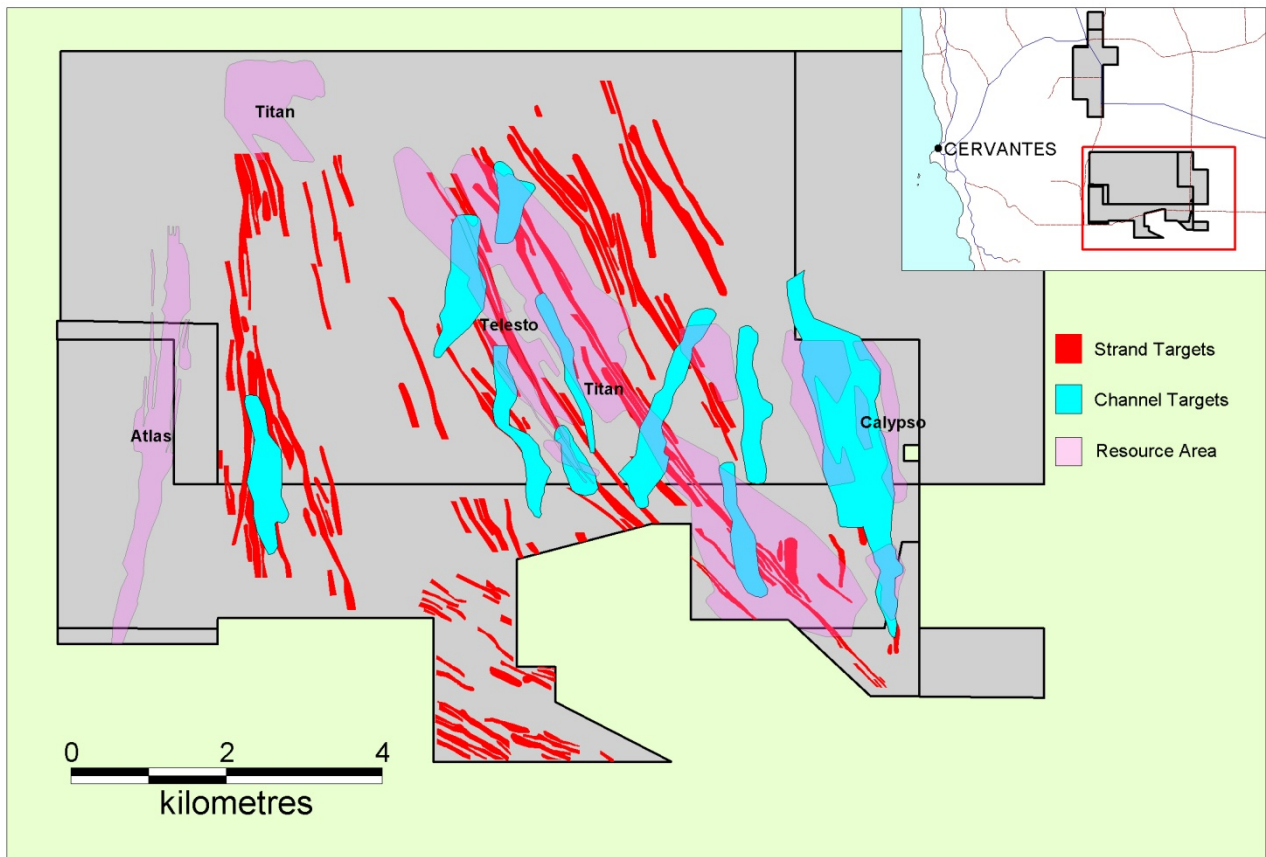 CERVANTES
Titan
Telesto
Titan
Atlas
Calypso
Strand Targets
Channel Targets
Resource Area
0 2 4
kilometres